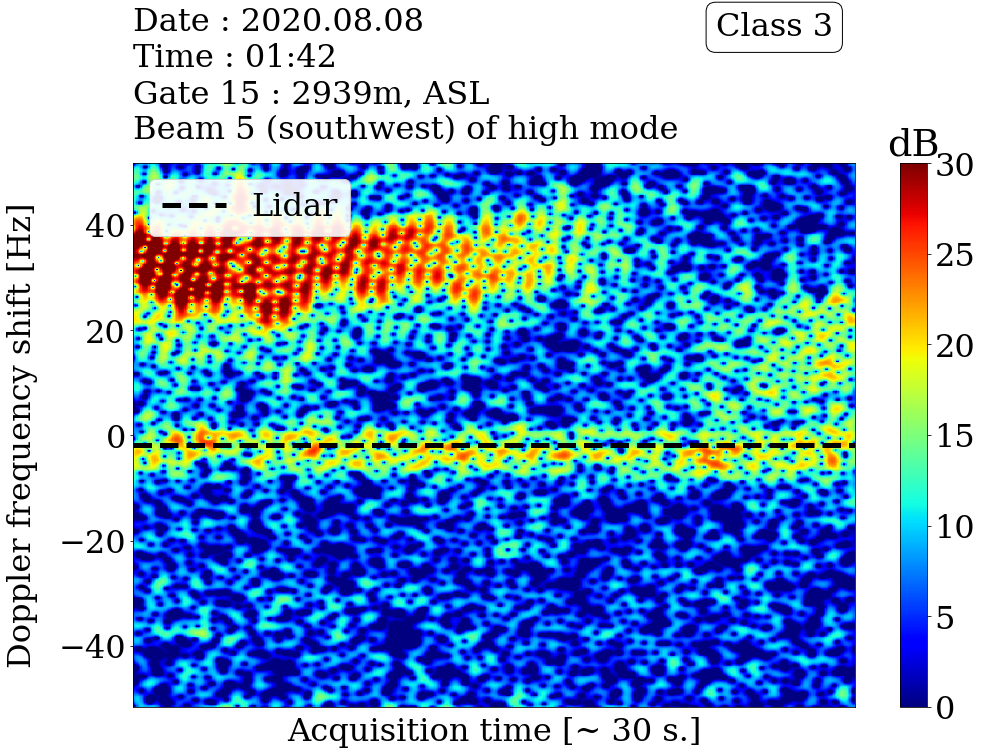 Date : 2020.08.08
Time : 01:42
Gate 15 : 2939m, ASL
Beam 5 (southwest) of high mode
Class 3
dB
Lidar
Doppler frequency shift [Hz]
40
20
0
−20
−40
Acquisition time [~ 30 s.]
30
25
20
15
10
5
0